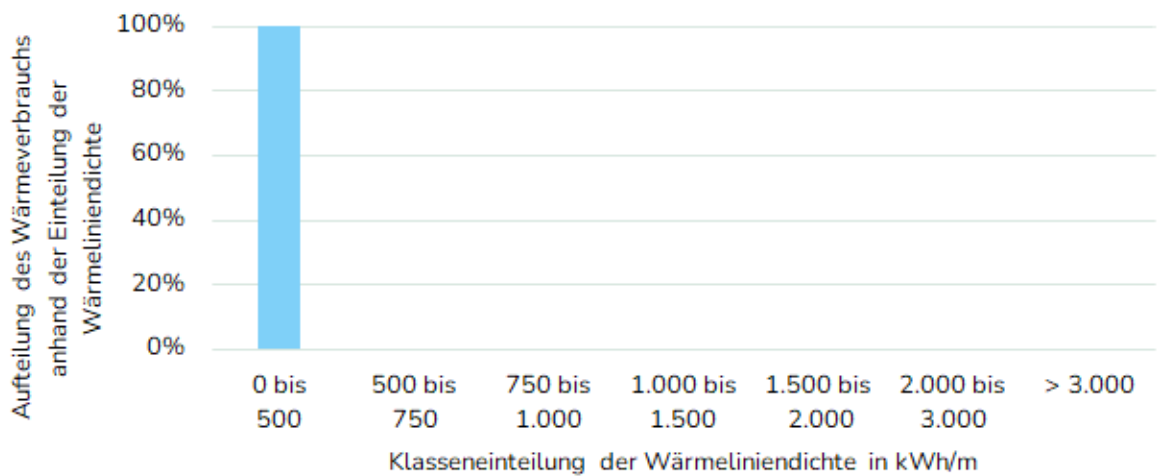 Aufteilung des Wärmeverbrauchs
anhand der Einteilung der
Wärmeliniendichte
100%
80%
60%
40%
20%
0%
0 bis
500
500 bis
750
750 bis
1.000
1.000 bis
1.500
1.500 bis
2.000
2.000 bis
3.000
> 3.000
Klasseneinteilung der Wärmeliniendichte in kWh/m